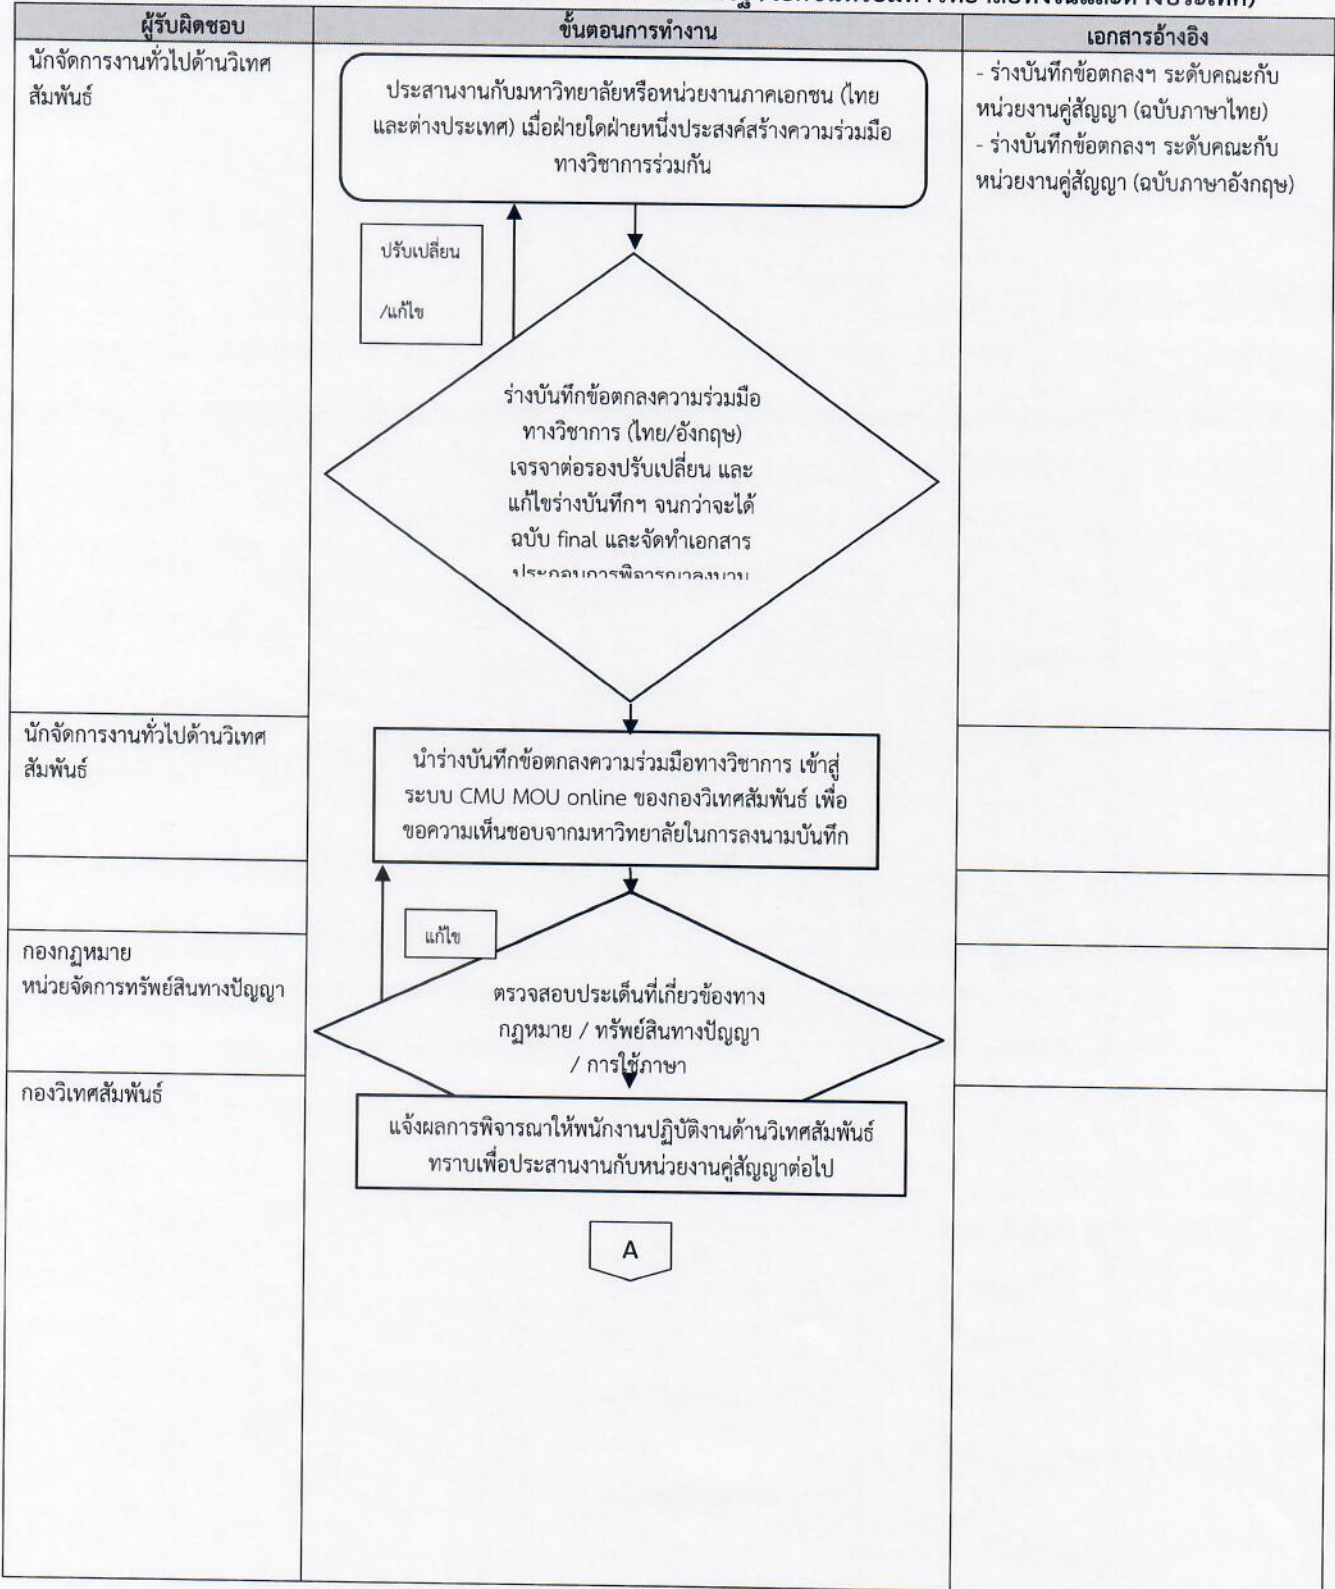 ผู้รับผิดชอบ
ขั้นตอนการทำงาน
เอกสารอ้างอิง
นักจัดการงานทั่วไปด้านวิเทศ
สัมพันธ์
ประสานงานกับมหาวิทยาลัยหรือหน่วยงานภาคเอกชน (ไทย
และต่างประเทศ) เมื่อฝ่ายใดฝ่ายหนึ่งประสงค์สร้างความร่วมมือ
ทางวิชาการร่วมกัน
- ร่างบันทึกข้อตกลงฯ ระดับคณะกับ
หน่วยงานคู่สัญญา (ฉบับภาษาไทย)
- ร่างบันทึกข้อตกลงฯ ระดับคณะกับ
หน่วยงานคู่สัญญา (ฉบับภาษาอังกฤษ)
ปรับเปลี่ยน
/แก้ไข
ร่างบันทึกข้อตกลงความร่วมมือ
ทางวิชาการ (ไทย/อังกฤษ)
เจรจาต่อรองปรับเปลี่ยน และ
แก้ไขร่างบันทึกฯ จนกว่าจะได้
ฉบับ final และจัดทำเอกสาร
ประกอบการพิจารณาลงนาม
นักจัดการงานทั่วไปด้านวิเทศ
สัมพันธ์
นำร่างบันทึกข้อตกลงความร่วมมือทางวิชาการ เข้าสู่
ระบบ CMU MOU online ของกองวิเทศสัมพันธ์ เพื่อ
ขอความเห็นชอบจากมหาวิทยาลัยในการลงนามบันทึก
แก้ไข
กองกฎหมาย
หน่วยจัดการทรัพย์สินทางปัญญา
ตรวจสอบประเด็นที่เกี่ยวข้องทาง
กฎหมาย / ทรัพย์สินทางปัญญา
/ การใช้ภาษา
กองวิเทศสัมพันธ์
แจ้งผลการพิจารณาให้พนักงานปฏิบัติงานด้านวิเทศสัมพันธ์
ทราบเพื่อประสานงานกับหน่วยงานคู่สัญญาต่อไป
A